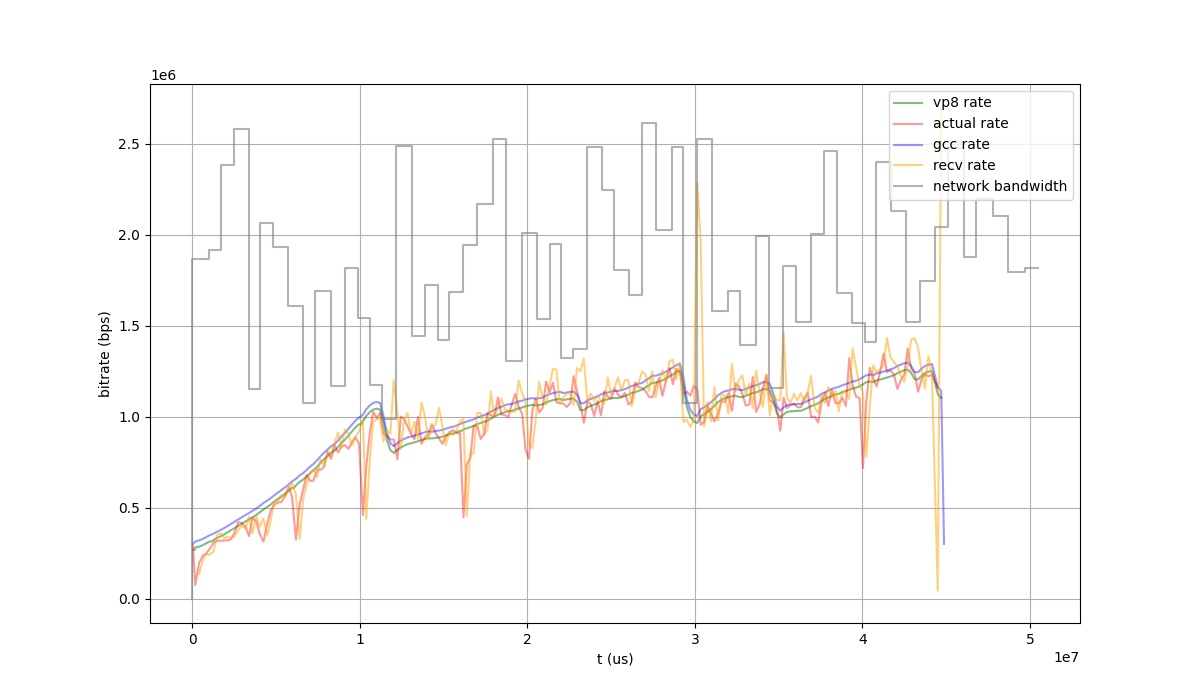 1e6
bitrate (bps)
2.5
2.0
1.5
1.0
0.5
0.0
vp8 rate
actual rate
gcc rate
recv rate
network bandwidth
0 1 2 3 4 5
t (us)
1e7